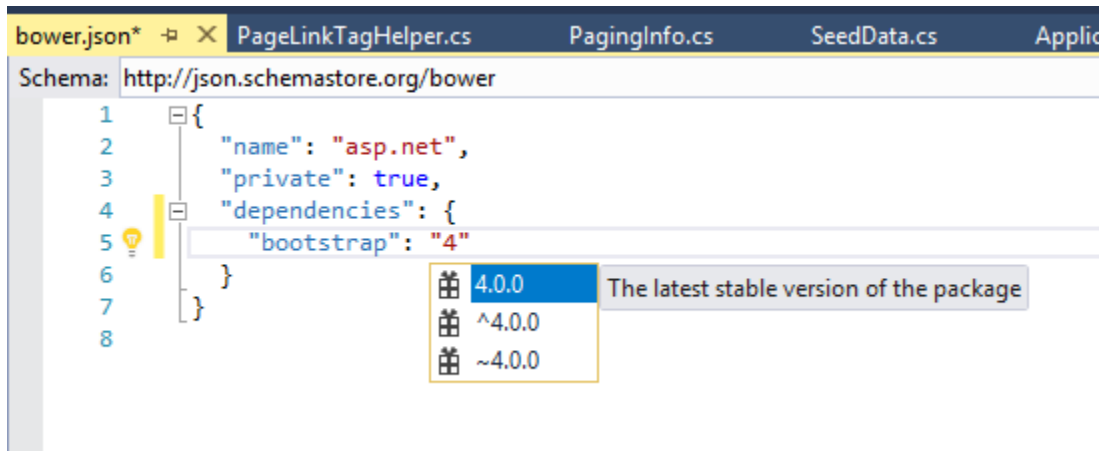 bower.json* PageLinkTagHelper.cs PagingInfo.cs SeedData.cs Applic
Schema: http://json.schemastore.org/bower
1 {
2 "name": "asp.net",
3 "private": true,
4 "dependencies": {
5 "bootstrap": "4"
6 }
7 }
8
4.0.0 The latest stable version of the package
^4.0.0
~4.0.0